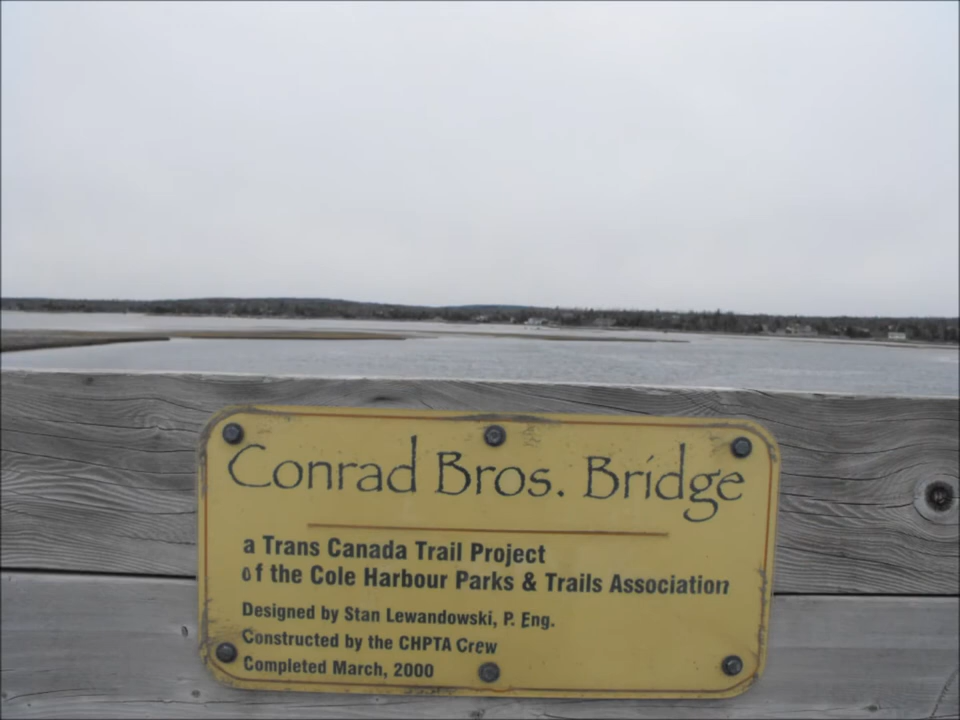 Conrad Bros. Bridge
a Trans Canada Trail Project
of the Cole Harbour Parks & Trails Association
Designed by Stan Lewandowski, P. Eng.
Constructed by the CHPTA Crew
Completed March, 2000